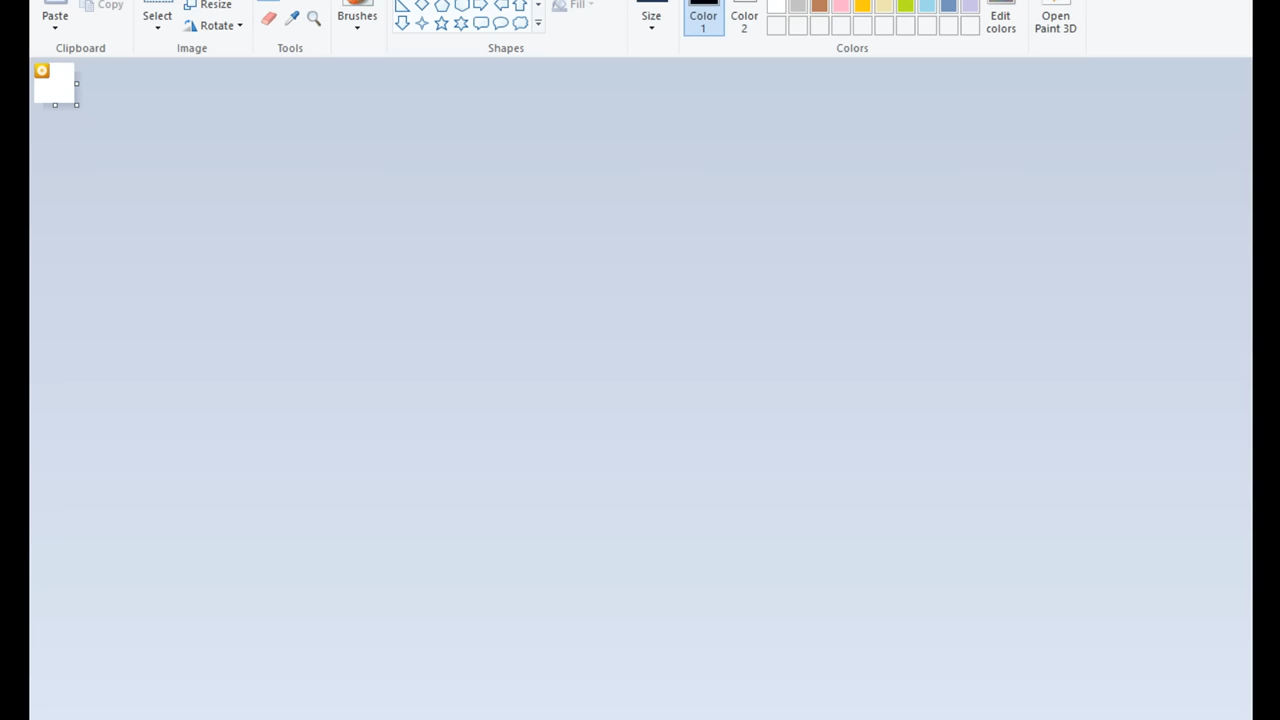 Paste
Copy
Clipboard
Select
Resize
Rotate
Image
Tools
Brushes
Shapes
Fill
Size
Color
1
Color
2
Colors
Edit
colors
Open
Paint 3D